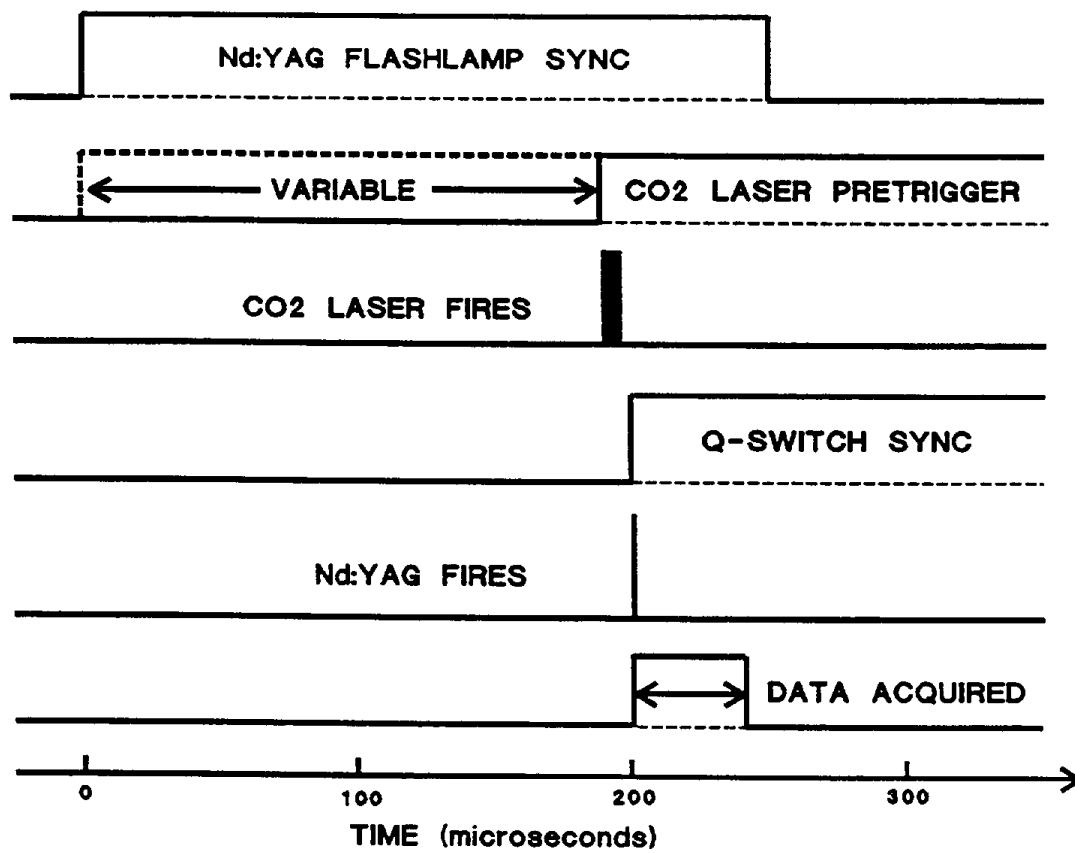 Nd:YAG FLASHLAMP SYNC
VARIABLE
CO2 LASER PRETRIGGER
CO2 LASER FIRES
Q-SWITCH SYNC
Nd:YAG FIRES
DATA ACQUIRED
0 100 200 300
TIME (microseconds)